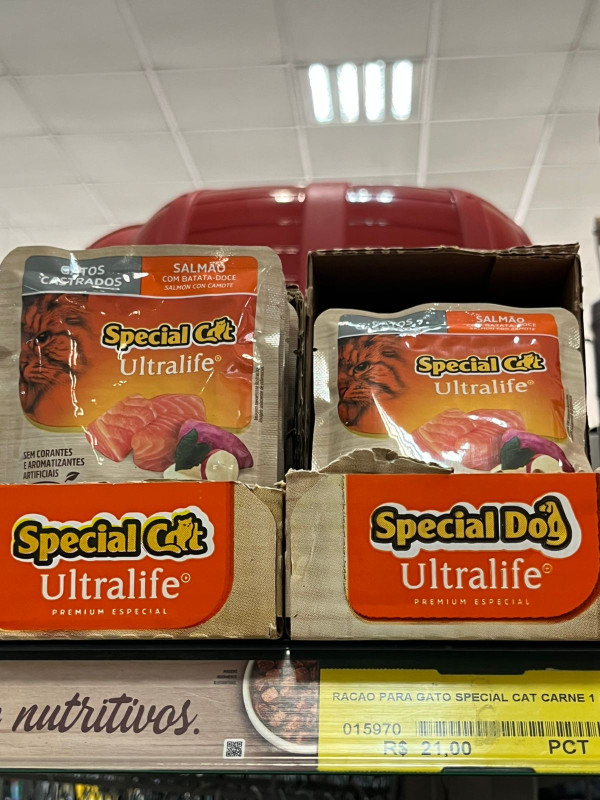 GATOS
CASTRADOS
SALMÃO
COM BATATA-DOCE
SALMÓN CON CAMOTE
Special Cat
Ultralife
SEM CORANTES
E AROMATIZANTES
ARTIFICIAIS
SALMÃO
Special Cat
Ultralife
Special Cat
Ultralife
PREMIUM ESPECIAL
Special Dog
Ultralife
PREMIUM ESPECIAL
nutritivos.
RACAO PARA GATO SPECIAL CAT CARNE 1
015970
R$ 21,00 PCT